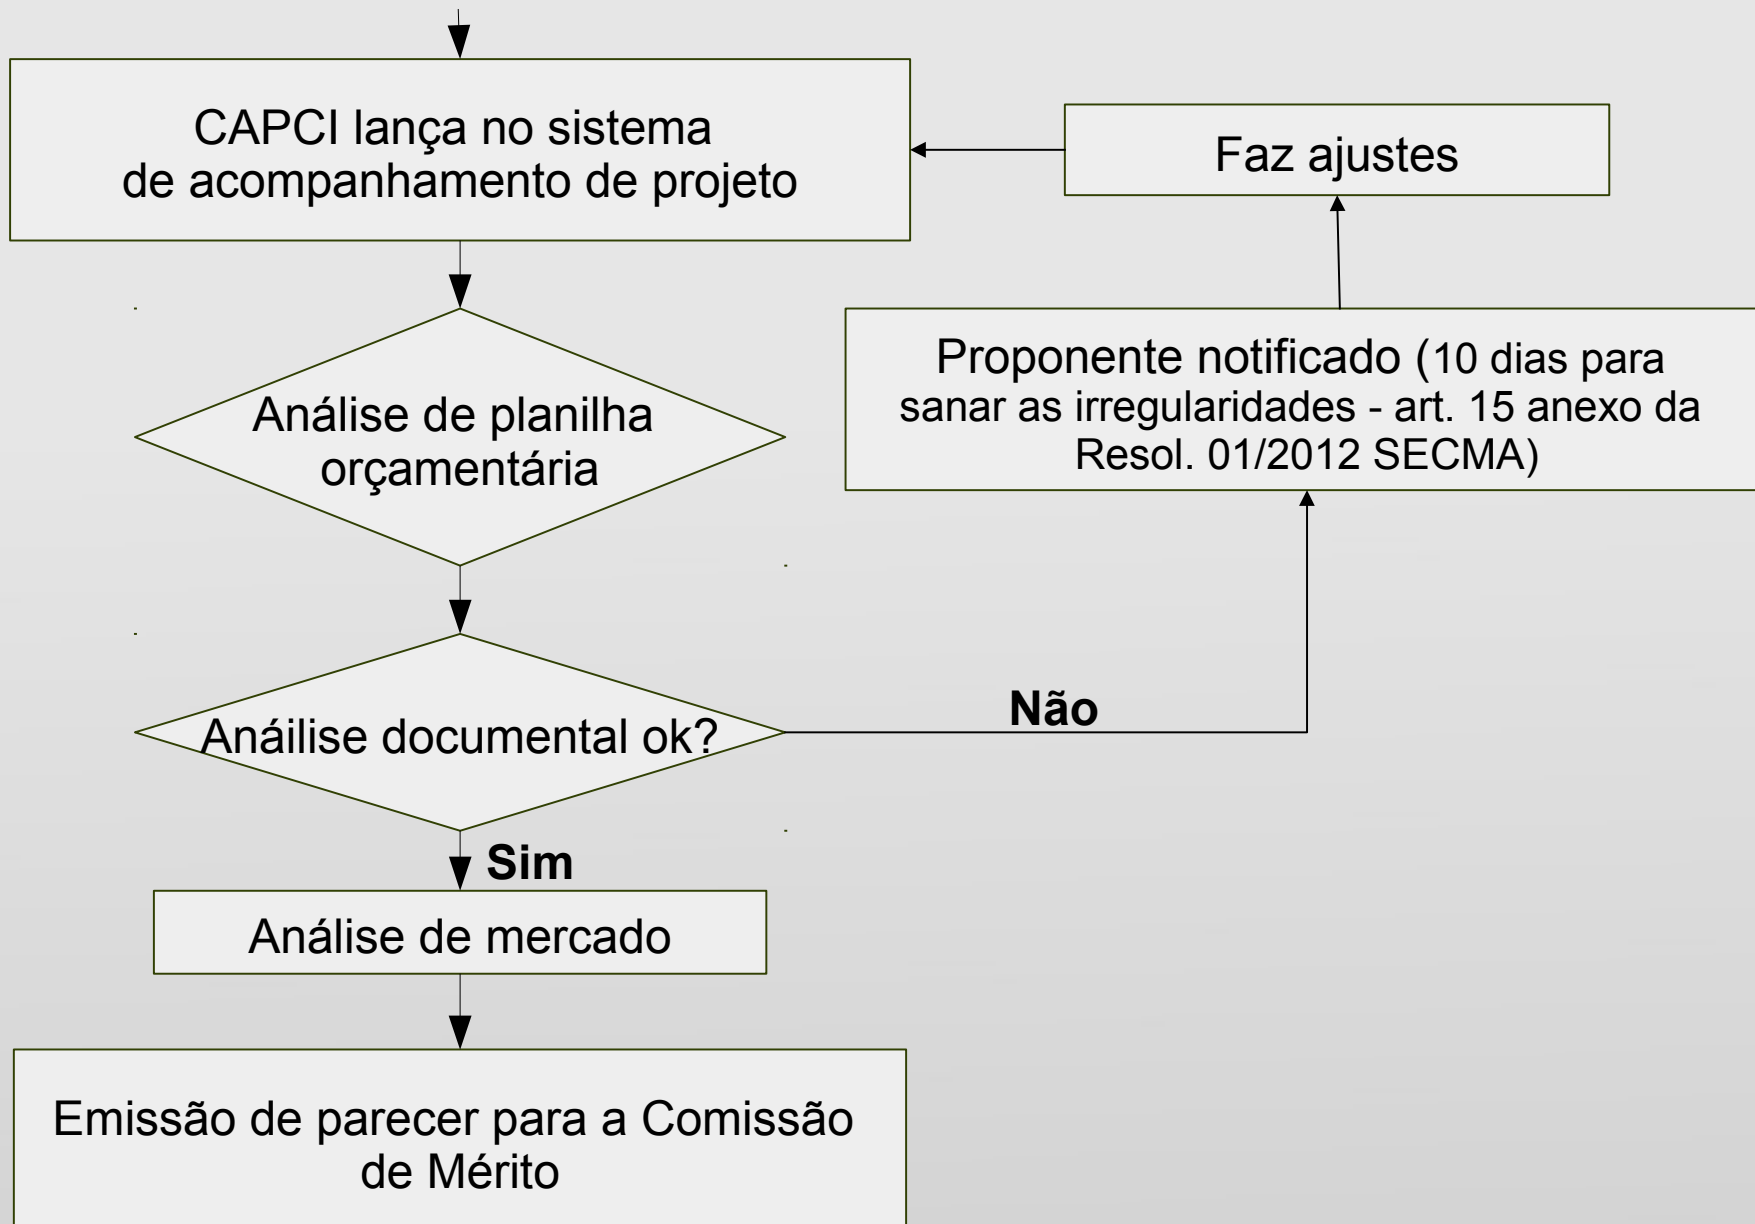 CAPCI lança no sistema
de acompanhamento de projeto
Faz ajustes
Proponente notificado (10 dias para
sanar as irregularidades - art. 15 anexo da
Resol. 01/2012 SECMA)
Análise de planilha
orçamentária
Anáilise documental ok?
Não
Sim
Análise de mercado
Emissão de parecer para a Comissão
de Mérito